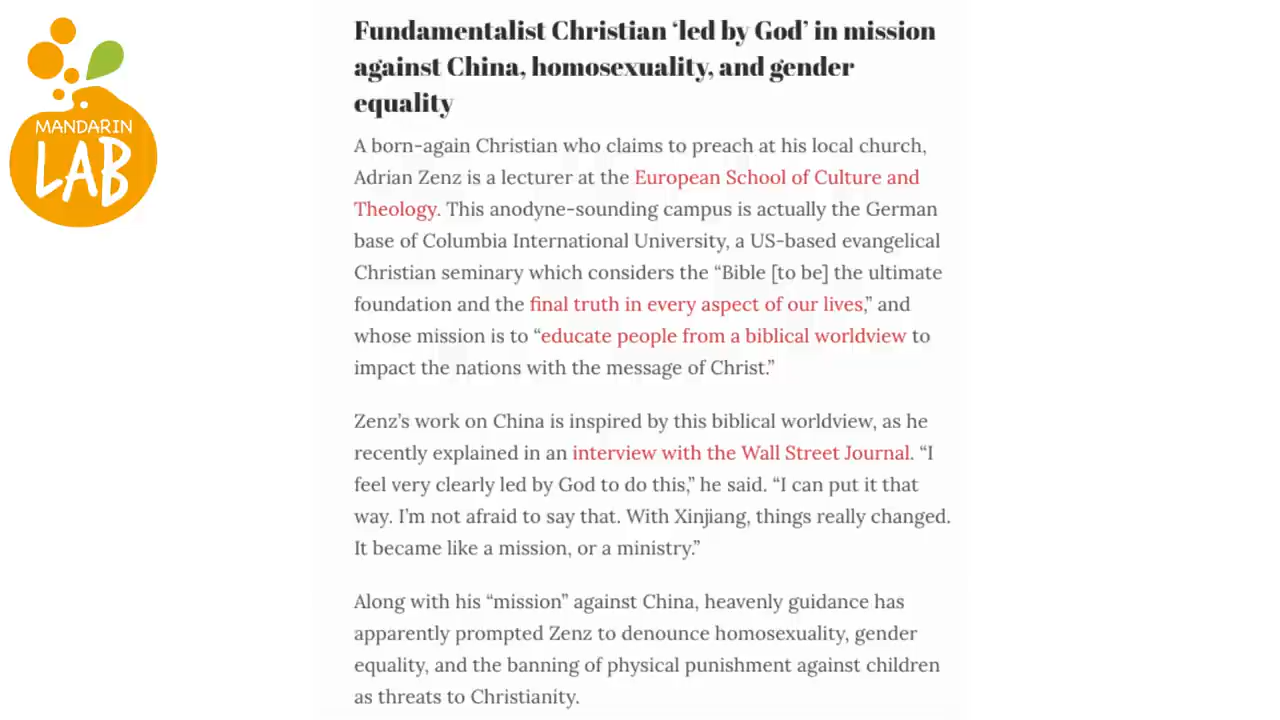 MANDARIN
LAB
Fundamentalist Christian ‘led by God’ in mission
against China, homosexuality, and gender
equality
A born-again Christian who claims to preach at his local church,
Adrian Zenz is a lecturer at the European School of Culture and
Theology. This anodyne-sounding campus is actually the German
base of Columbia International University, a US-based evangelical
Christian seminary which considers the “Bible [to be] the ultimate
foundation and the final truth in every aspect of our lives,” and
whose mission is to “educate people from a biblical worldview to
impact the nations with the message of Christ.”
Zenz’s work on China is inspired by this biblical worldview, as he
recently explained in an interview with the Wall Street Journal. “I
feel very clearly led by God to do this,” he said. “I can put it that
way. I’m not afraid to say that. With Xinjiang, things really changed.
It became like a mission, or a ministry.”
Along with his “mission” against China, heavenly guidance has
apparently prompted Zenz to denounce homosexuality, gender
equality, and the banning of physical punishment against children
as threats to Christianity.